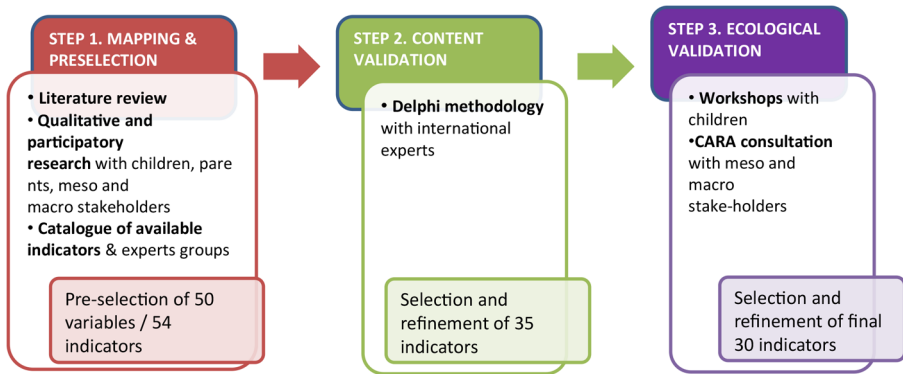 STEP 1. MAPPING &
PRESELECTION
• Literature review
• Qualitative and
participatory
research with children, pare
nts, meso and
macro stakeholders
• Catalogue of available
indicators & experts groups
Pre-selection of 50
variables / 54
indicators
STEP 2. CONTENT
VALIDATION
• Delphi methodology
with international
experts
Selection and
refinement of 35
indicators
STEP 3. ECOLOGICAL
VALIDATION
• Workshops with
children
•CARA consultation
with meso and
macro
stake-holders
Selection and
refinement of final
30 indicators